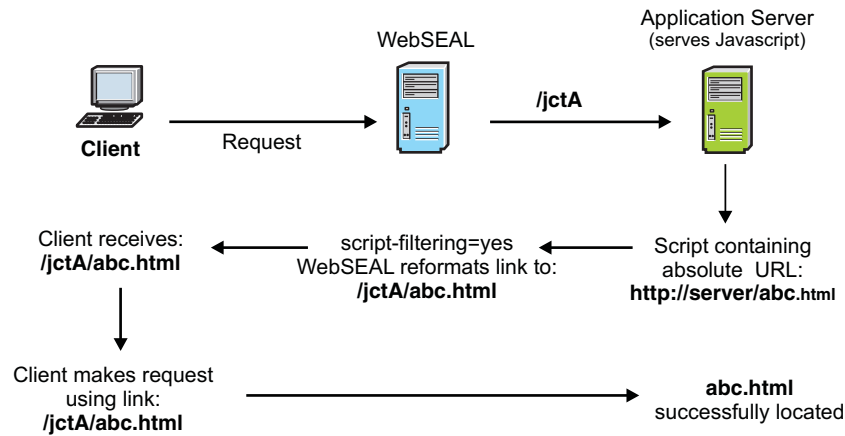 WebSEAL
Application Server
(serves Javascript)
/jctA
Client
Request
Client receives:
/jctA/abc.html
script-filtering=yes
WebSEAL reformats link to:
/jctA/abc.html
Script containing
absolute URL:
http://server/abc.html
Client makes request
using link:
/jctA/abc.html
abc.html
successfully located